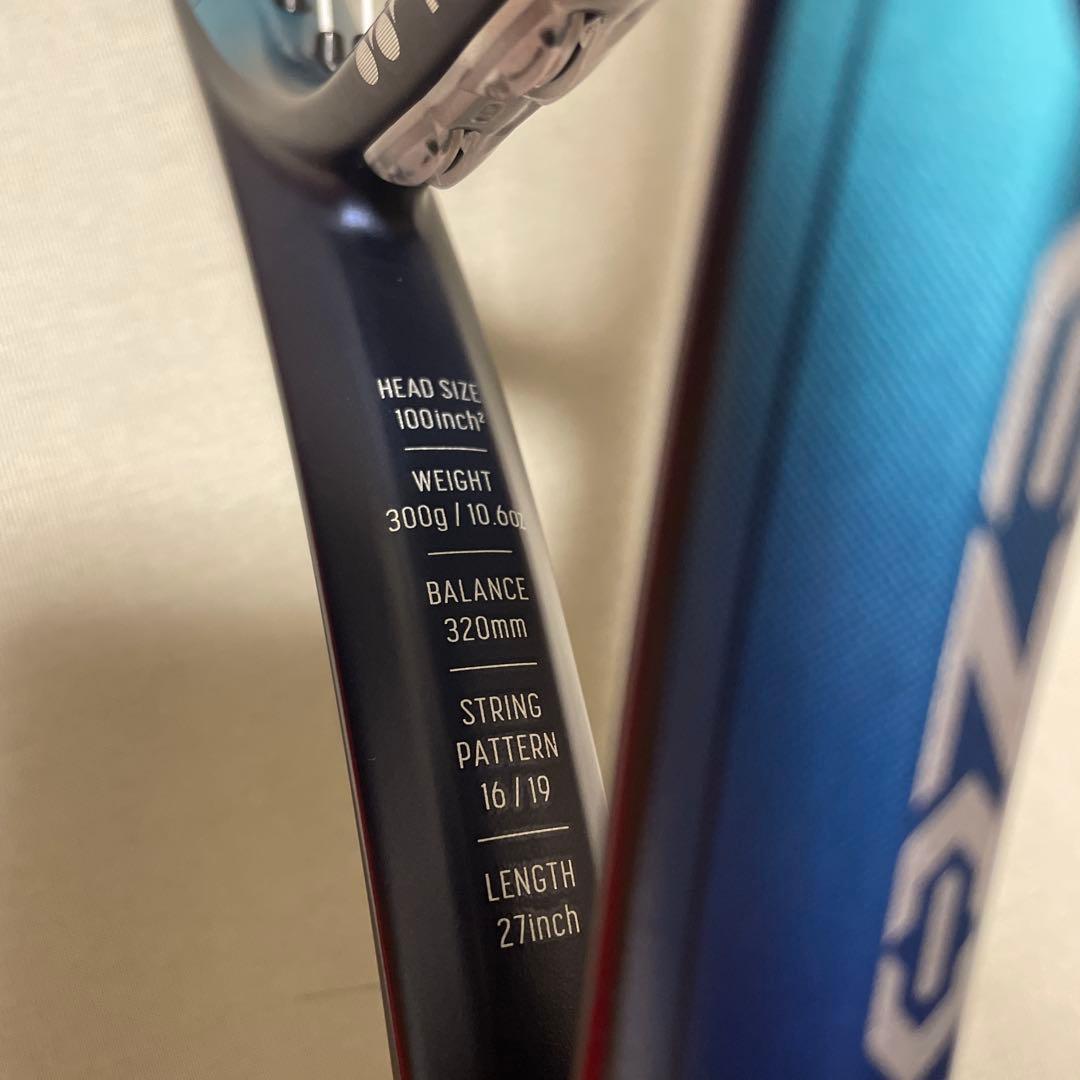 HEAD SIZE
100inch²
WEIGHT
300g / 10.6oz
BALANCE
320mm
STRING
PATTERN
16 / 19
LENGTH
27inch